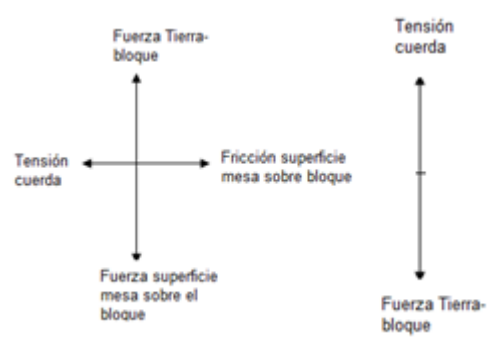 Fuerza Tierra-
bloque
Tensión
cuerda
Fricción superficie
mesa sobre bloque
Fuerza superficie
mesa sobre el
bloque
Tensión
cuerda
Fuerza Tierra-
bloque